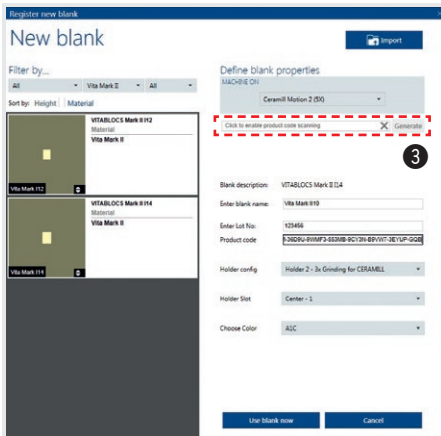 Register new blank
New blank
Import
Filter by...
All
Vita Mark II
All
Sort by: Height Material
VITABLOCS Mark II I12
Material
Vita Mark II
Vita Mark I12
VITABLOCS Mark II I14
Material
Vita Mark II
Vita Mark I14
Define blank properties
MACHINE ON
Ceramill Motion 2 (5X)
Click to enable product code scanning
Generate
3
Blank description: VITABLOCS Mark II I14
Enter blank name: Vita Mark II10
Enter Lot No: 123456
Product code
Holder config Holder 2 - 3x Grinding for CERAMILL
Holder Slot Center - 1
Choose Color A1C
Use blank now
Cancel